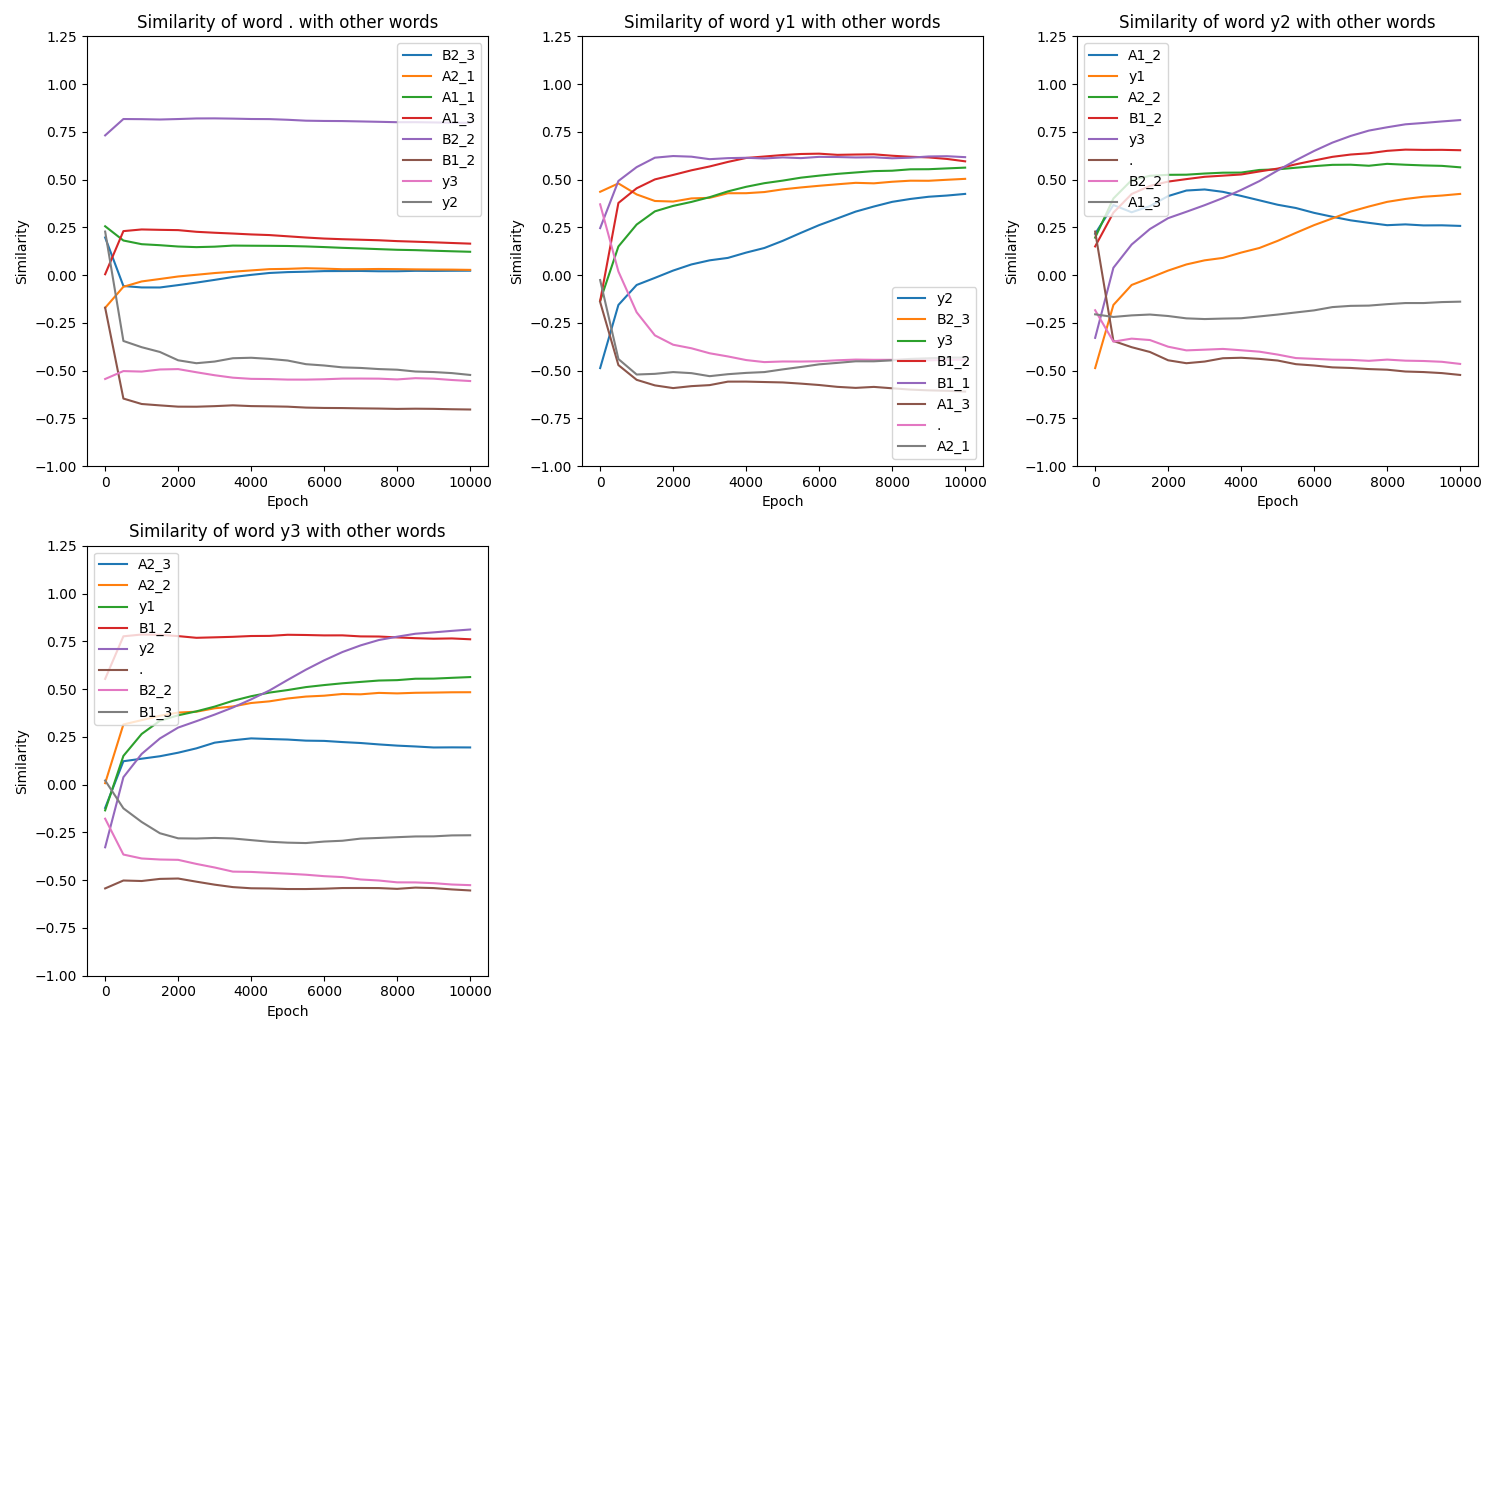 Similarity of word . with other words
1.25
1.00
0.75
0.50
0.25
0.00
−0.25
−0.50
−0.75
−1.00
Similarity
0 2000 4000 6000 8000 10000
Epoch
B2_3
A2_1
A1_1
A1_3
B2_2
B1_2
y3
y2
Similarity of word y1 with other words
1.25
1.00
0.75
0.50
0.25
0.00
−0.25
−0.50
−0.75
−1.00
Similarity
0 2000 4000 6000 8000 10000
Epoch
y2
B2_3
y3
B1_2
B1_1
A1_3
.
A2_1
Similarity of word y2 with other words
1.25
1.00
0.75
0.50
0.25
0.00
−0.25
−0.50
−0.75
−1.00
Similarity
0 2000 4000 6000 8000 10000
Epoch
A1_2
y1
A2_2
B1_2
y3
.
B2_2
A1_3
Similarity of word y3 with other words
1.25
1.00
0.75
0.50
0.25
0.00
−0.25
−0.50
−0.75
−1.00
Similarity
0 2000 4000 6000 8000 10000
Epoch
A2_3
A2_2
y1
B1_2
y2
.
B2_2
B1_3